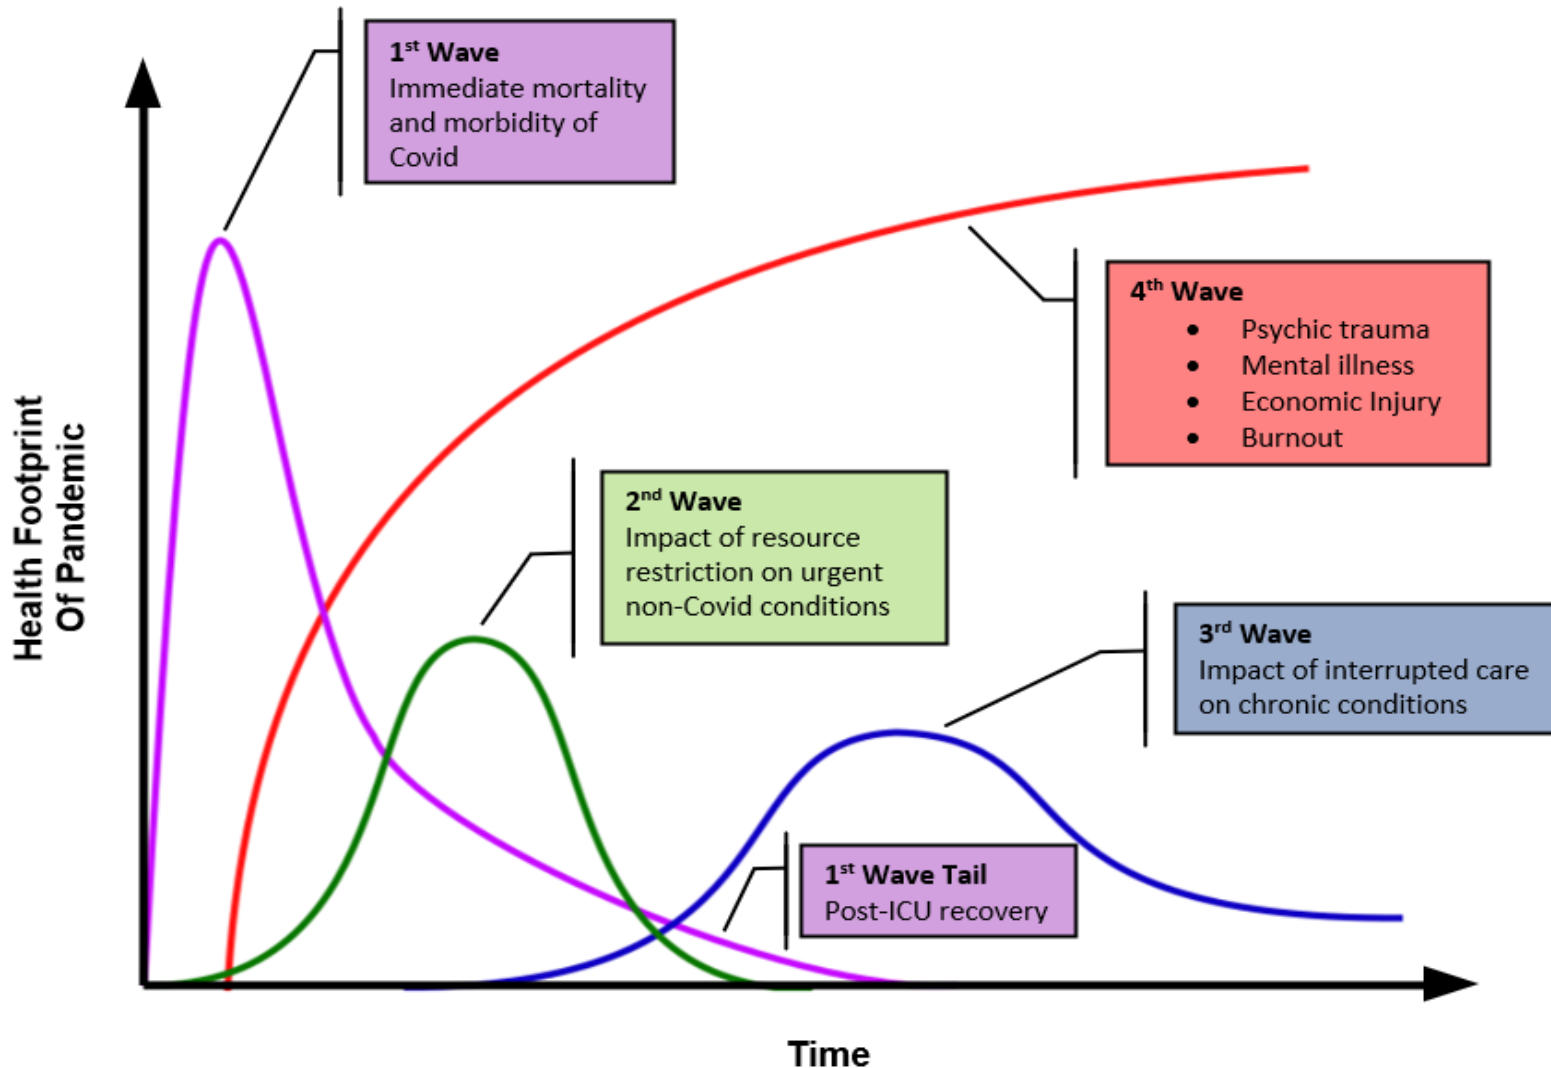 1st Wave
Immediate mortality
and morbidity of
Covid
4th Wave
• Psychic trauma
• Mental illness
• Economic Injury
• Burnout
2nd Wave
Impact of resource
restriction on urgent
non-Covid conditions
3rd Wave
Impact of interrupted care
on chronic conditions
1st Wave Tail
Post-ICU recovery
Health Footprint
Of Pandemic
Time